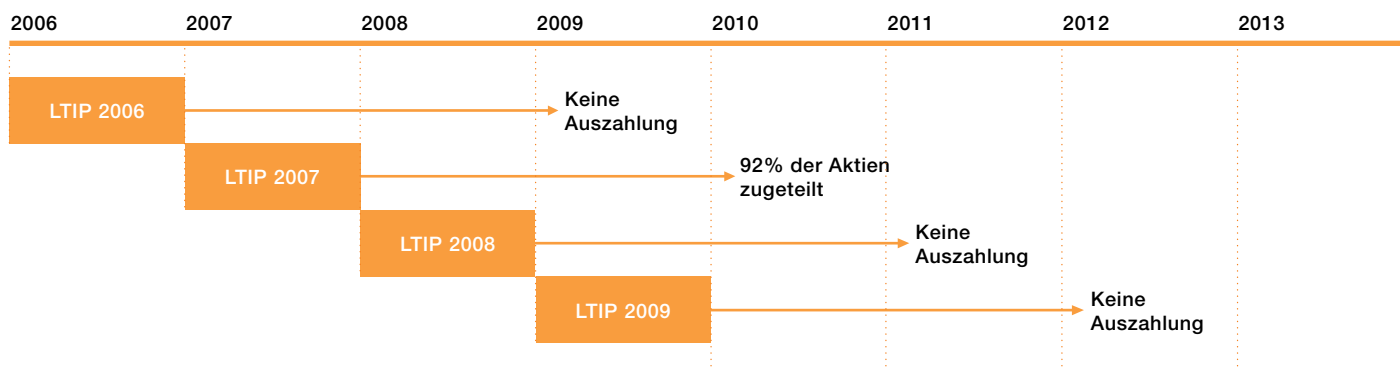 2006 2007 2008 2009 2010 2011 2012 2013
LTIP 2006
Keine
Auszahlung
LTIP 2007
92% der Aktien
zugeteilt
LTIP 2008
Keine
Auszahlung
LTIP 2009
Keine
Auszahlung